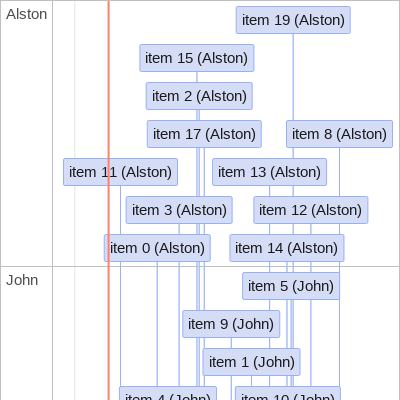 Alston
item 19 (Alston)
item 15 (Alston)
item 2 (Alston)
item 17 (Alston)
item 8 (Alston)
item 11 (Alston)
item 13 (Alston)
item 3 (Alston)
item 12 (Alston)
item 0 (Alston)
item 14 (Alston)
John
item 5 (John)
item 9 (John)
item 1 (John)
item 4 (John)
item 10 (John)